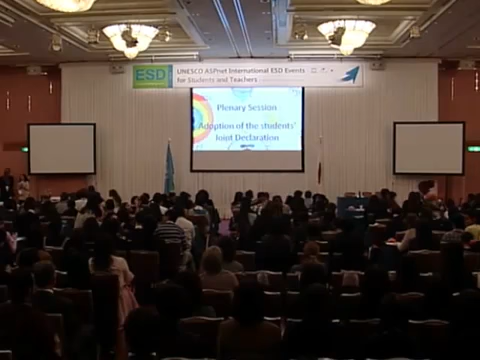 ESD
UNESCO ASPnet International ESD Events
for Students and Teachers
Plenary Session
Adoption of the students'
Joint Declaration